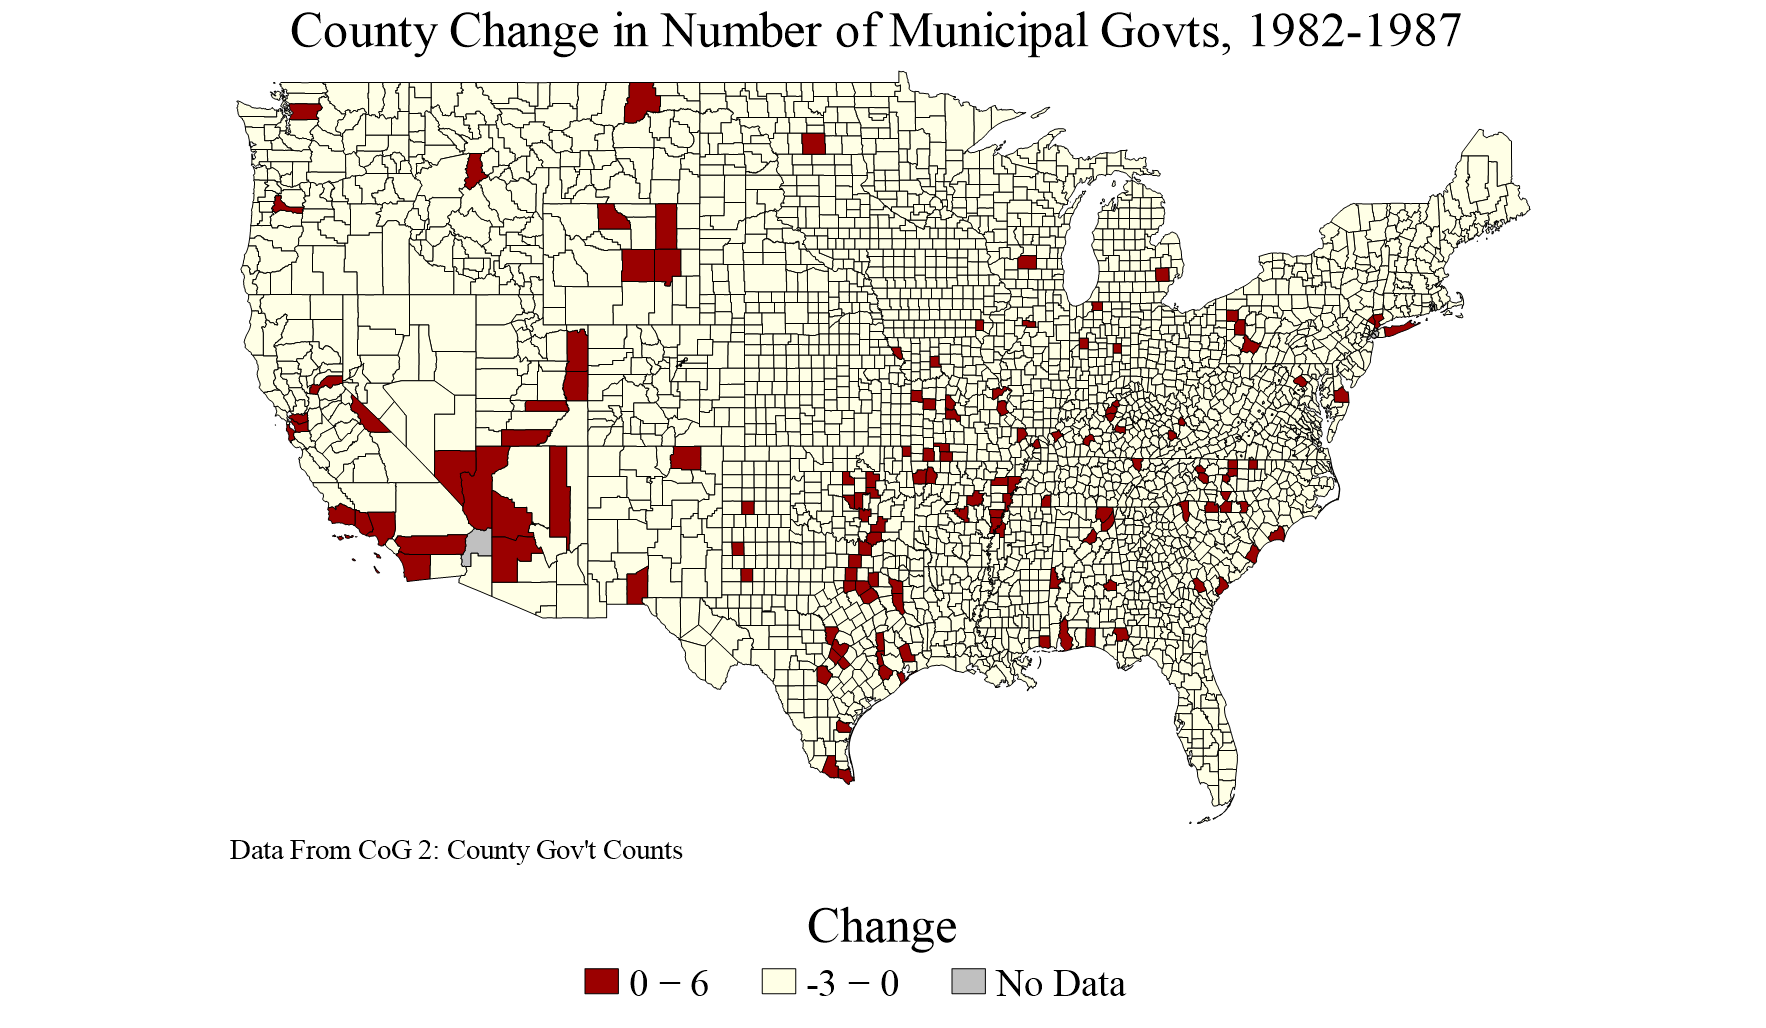 County Change in Number of Municipal Govts, 1982-1987
Data From CoG 2: County Gov't Counts
Change
0 − 6
-3 − 0
No Data